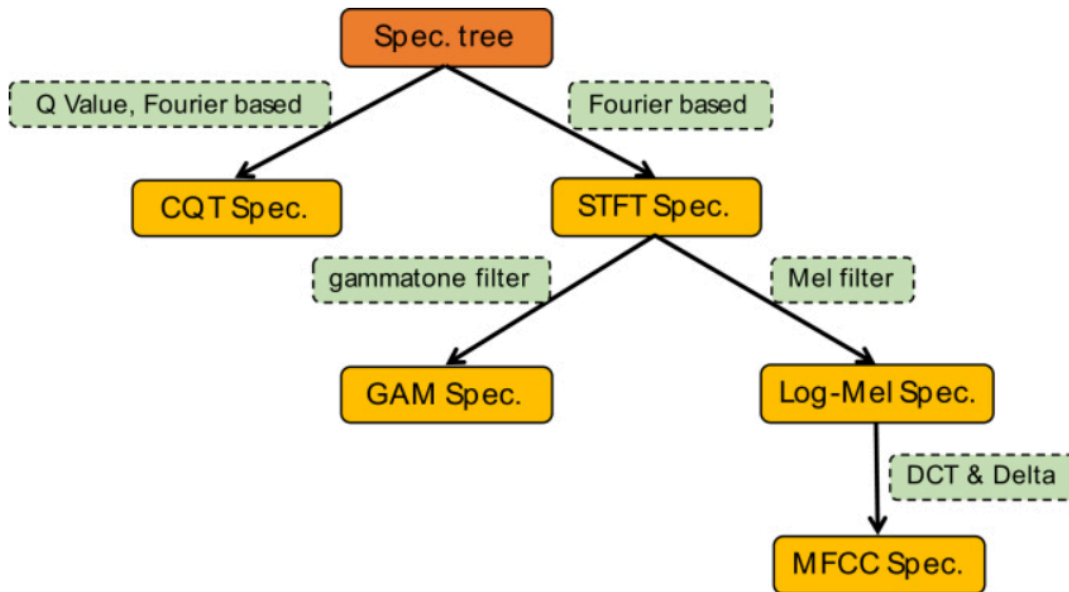 Spec. tree
Q Value, Fourier based
Fourier based
CQT Spec.
STFT Spec.
gammatone filter
Mel filter
GAM Spec.
Log-Mel Spec.
DCT & Delta
MFCC Spec.